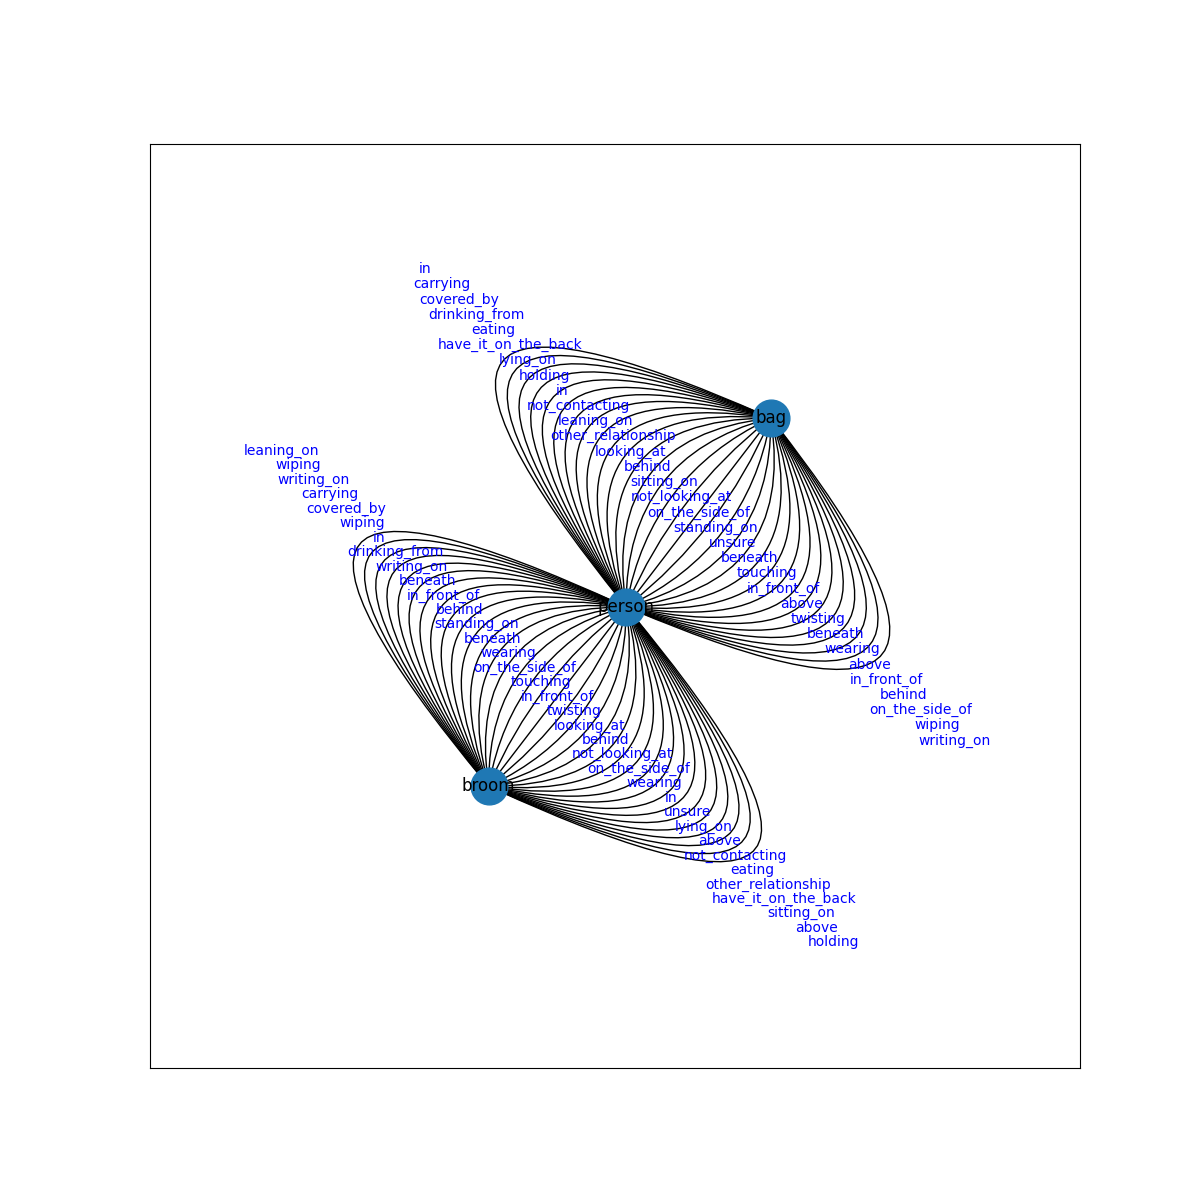 in
carrying
covered_by
drinking_from
eating
have_it_on_the_back
lying_on
holding
in
not_contacting
leaning_on
other_relationship
looking_at
behind
sitting_on
not_looking_at
on_the_side_of
standing_on
unsure
beneath
touching
in_front_of
above
twisting
beneath
wearing
above
in_front_of
behind
on_the_side_of
wiping
writing_on
bag
person
broom
leaning_on
wiping
writing_on
carrying
covered_by
wiping
in
drinking_from
writing_on
beneath
in_front_of
behind
standing_on
beneath
wearing
on_the_side_of
touching
in_front_of
twisting
looking_at
behind
not_looking_at
on_the_side_of
wearing
in
unsure
lying_on
above
not_contacting
eating
other_relationship
have_it_on_the_back
sitting_on
above
holding